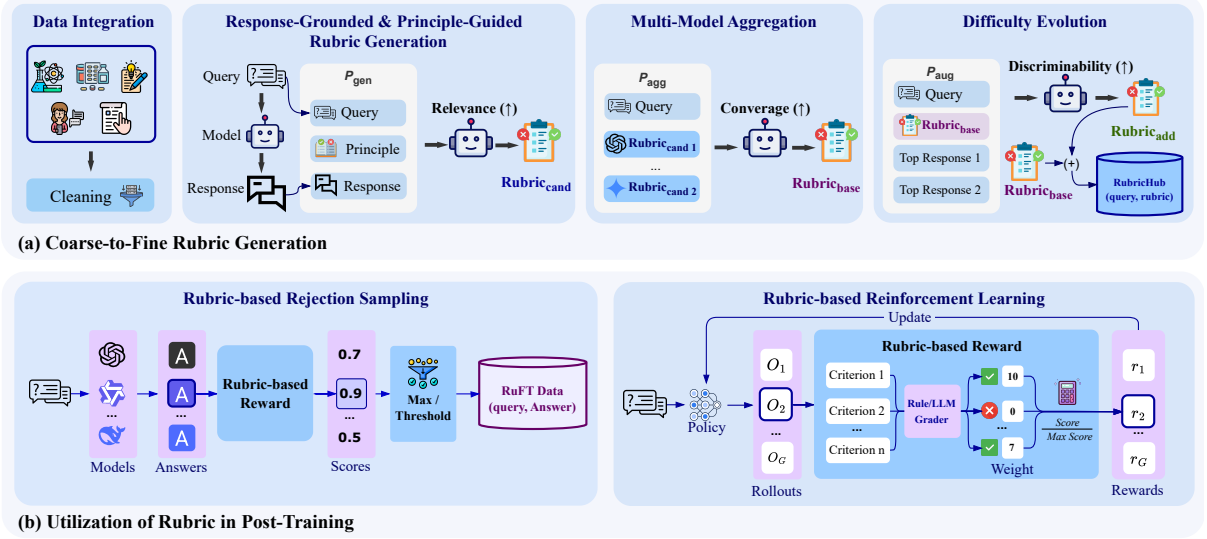 Data Integration
Cleaning
Response-Grounded & Principle-Guided
Rubric Generation
Query
Model
Response
P_gen
Query
Principle
Response
Relevance (↑)
Rubric_cand
Multi-Model Aggregation
P_agg
Query
Rubric_cand 1
...
Rubric_cand 2
Converage (↑)
Rubric_base
Difficulty Evolution
P_aug
Query
Rubric_base
Top Response 1
Top Response 2
Discriminability (↑)
Rubric_add
Rubric_base
(+)
RubricHub
(query, rubric)
(a) Coarse-to-Fine Rubric Generation
Rubric-based Rejection Sampling
...
Models
A
A
...
A
Answers
Rubric-based
Reward
0.7
0.9
...
0.5
Scores
Max /
Threshold
RuFT Data
(query, Answer)
Rubric-based Reinforcement Learning
Update
Policy
O_1
O_2
...
O_G
Rollouts
Rubric-based Reward
Criterion 1
Criterion 2
...
Criterion n
Rule/LLM
Grader
10
0
...
7
Weight
Score
Max Score
r_1
r_2
...
r_G
Rewards
(b) Utilization of Rubric in Post-Training